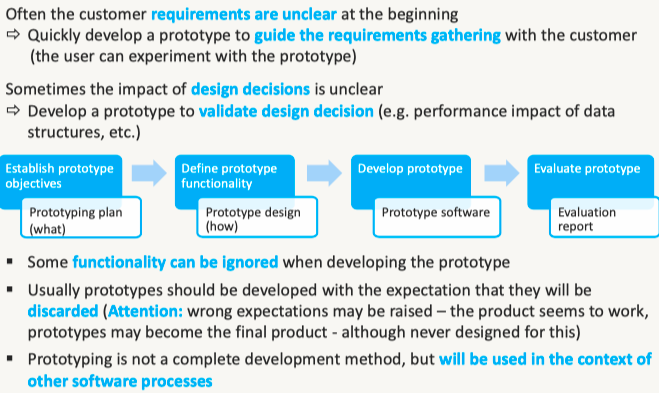 Often the customer requirements are unclear at the beginning
⇨ Quickly develop a prototype to guide the requirements gathering with the customer
(the user can experiment with the prototype)
Sometimes the impact of design decisions is unclear
⇨ Develop a prototype to validate design decision (e.g. performance impact of data
structures, etc.)
Establish prototype
objectives
Prototyping plan
(what)
Define prototype
functionality
Prototype design
(how)
Develop prototype
Prototype software
Evaluate prototype
Evaluation
report
▪ Some functionality can be ignored when developing the prototype
▪ Usually prototypes should be developed with the expectation that they will be
discarded (Attention: wrong expectations may be raised – the product seems to work,
prototypes may become the final product - although never designed for this)
▪ Prototyping is not a complete development method, but will be used in the context of
other software processes